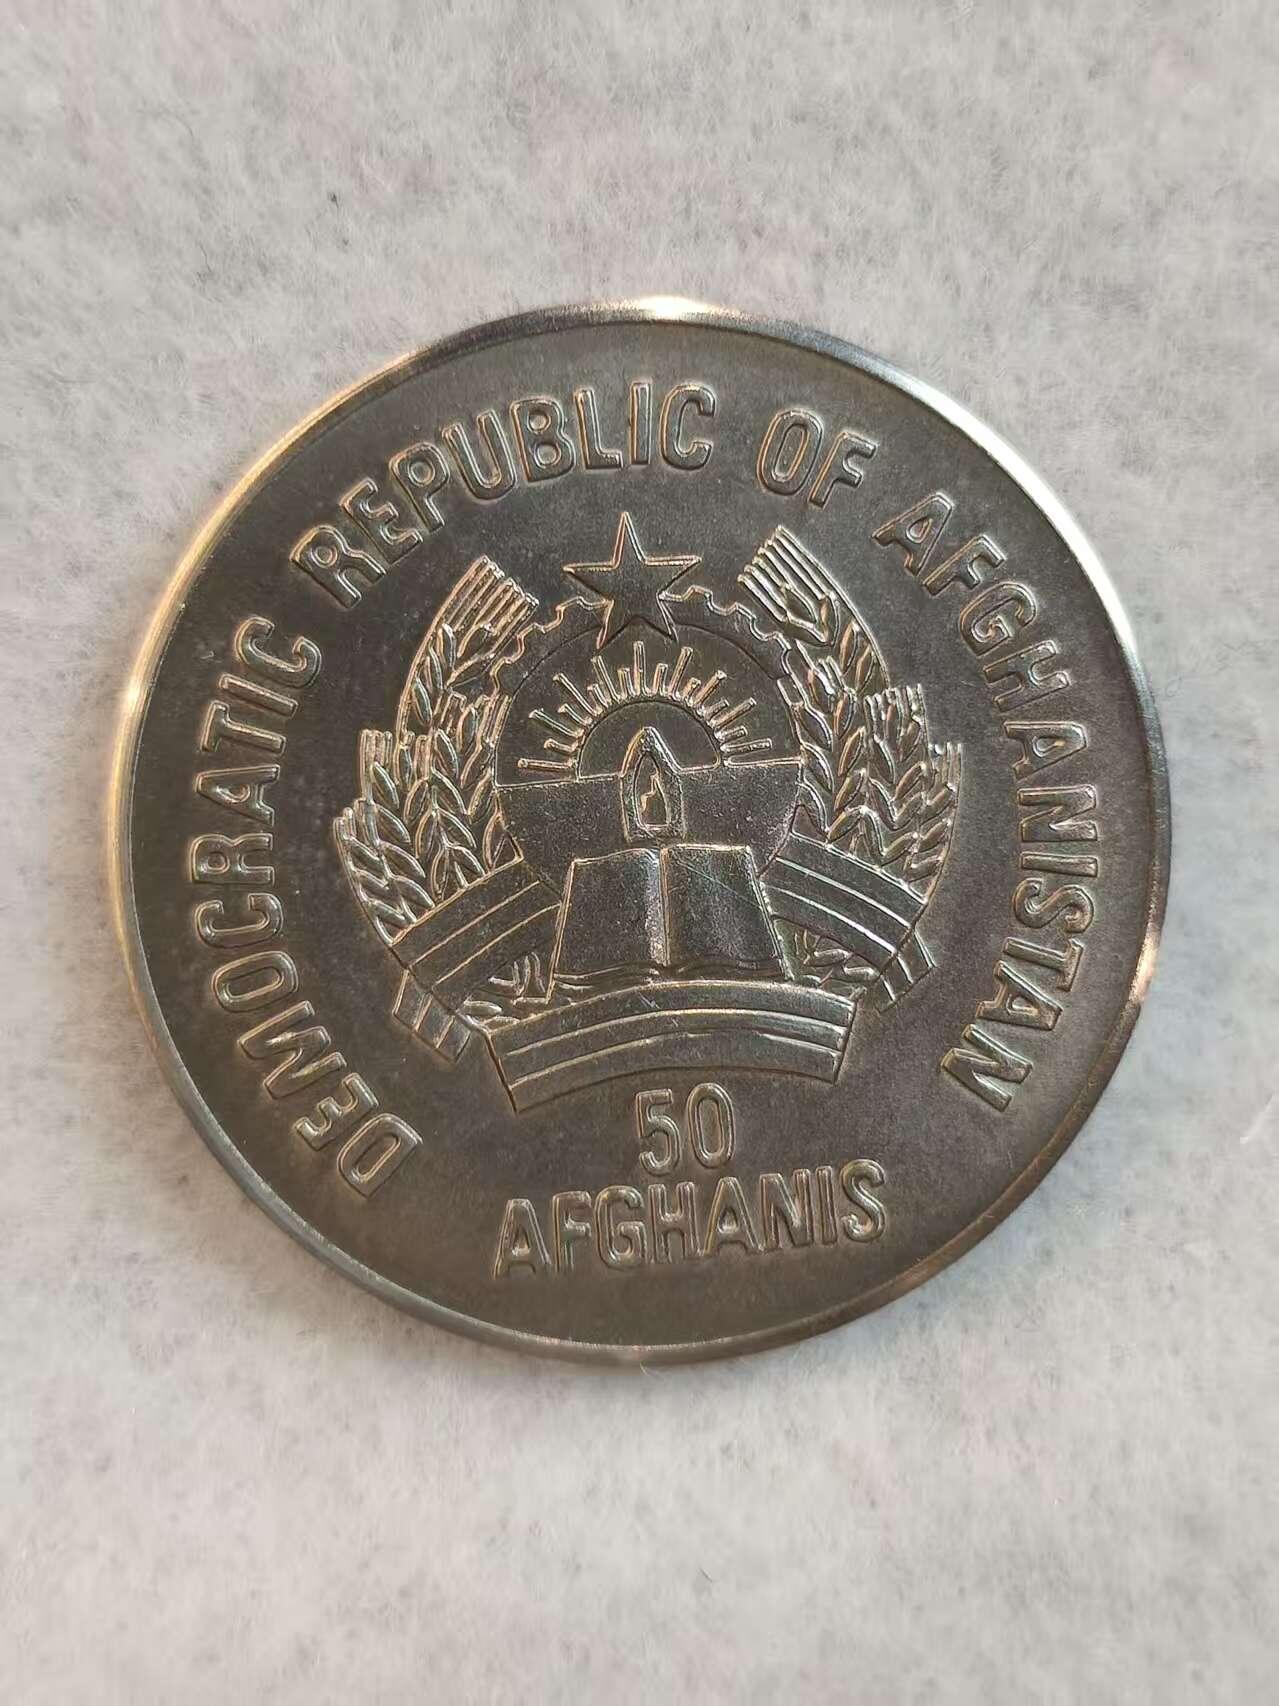 DEMOCRATIC REPUBLIC OF AFGHANISTAN
50
AFGHANIS